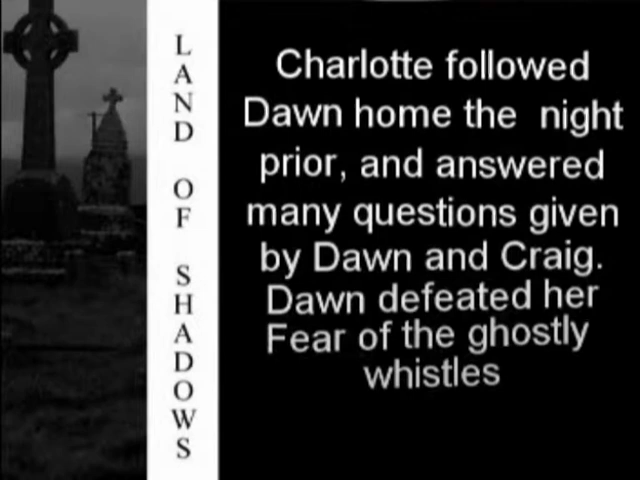 LAND OF SHADOWS
Charlotte followed
Dawn home the night
prior, and answered
many questions given
by Dawn and Craig.
Dawn defeated her
Fear of the ghostly
whistles